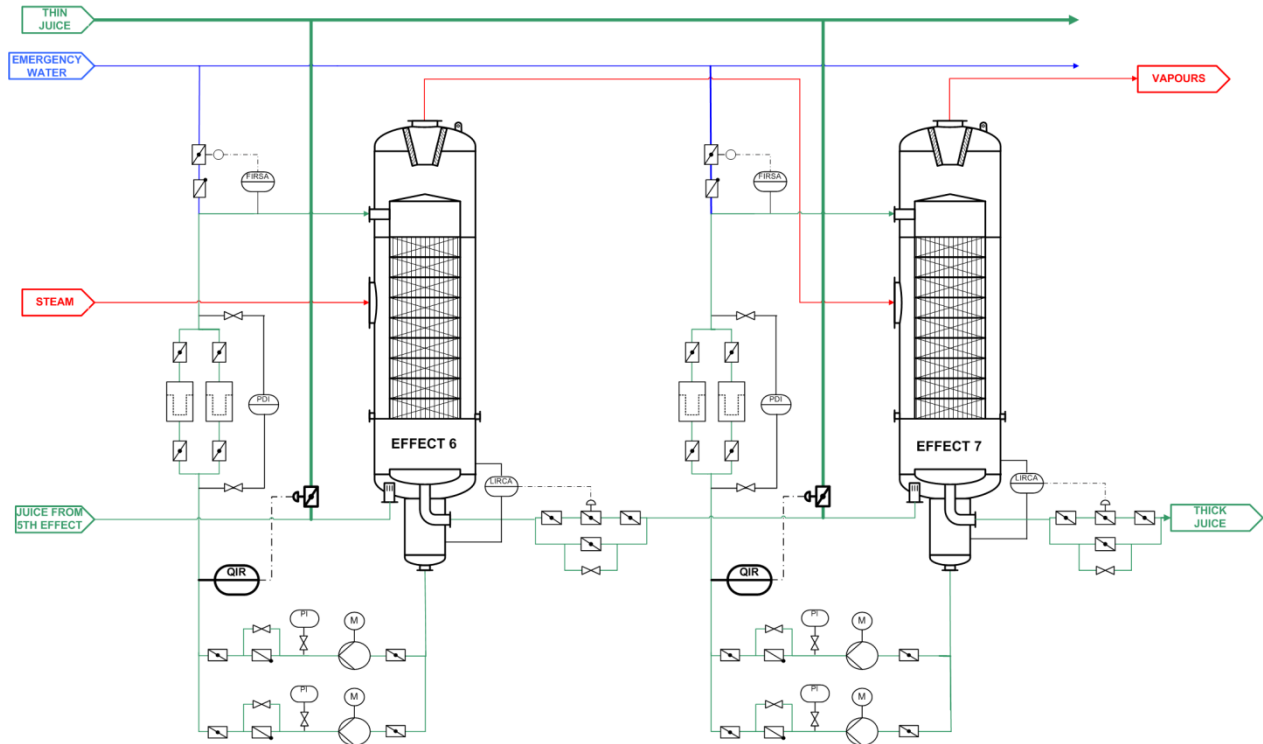 THIN
JUICE
EMERGENCY
WATER
VAPOURS
FIRSA
FIRSA
STEAM
PDI
PDI
EFFECT 6
EFFECT 7
LIRCA
LIRCA
JUICE FROM
5TH EFFECT
THICK
JUICE
QIR
QIR
PI
M
PI
M
PI
M
PI
M